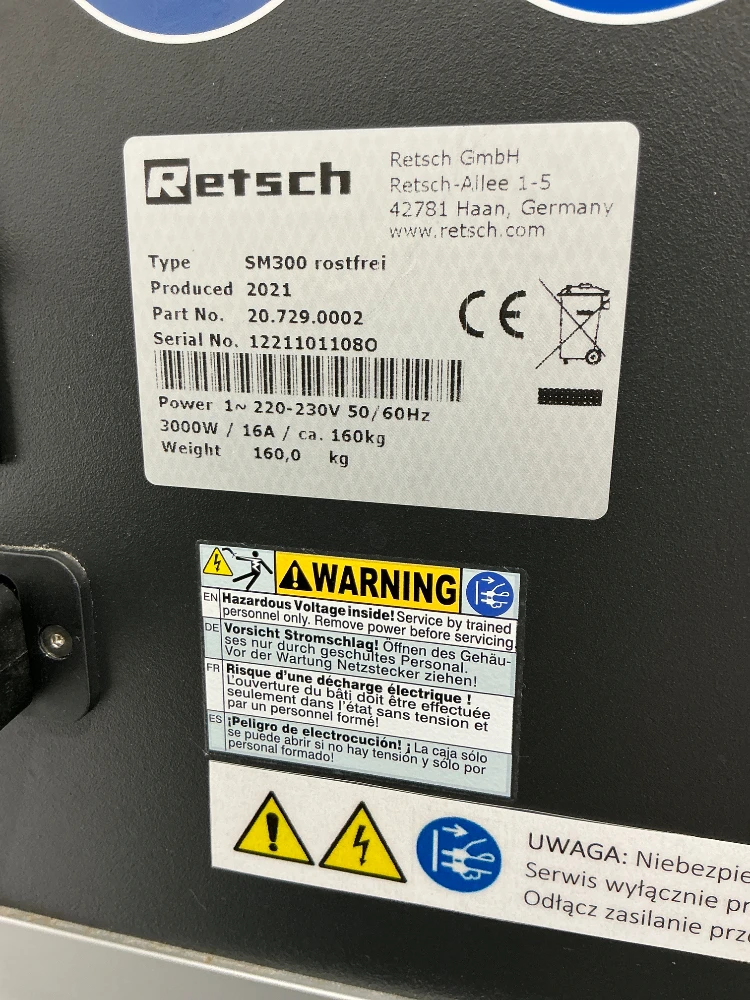 Retsch
Retsch GmbH
Retsch-Allee 1-5
42781 Haan, Germany
www.retsch.com
Type SM300 rostfrei
Produced 2021
Part No. 20.729.0002
Serial No. 1221101108O
CE
Power 1~ 220-230V 50/60Hz
3000W / 16A / ca. 160kg
Weight 160,0 kg
WARNING
EN Hazardous Voltage inside! Service by trained
personnel only. Remove power before servicing.
DE Vorsicht Stromschlag! Öffnen des Gehäu-
ses nur durch geschultes Personal.
Vor der Wartung Netzstecker ziehen!
FR Risque d'une décharge électrique !
L'ouverture du bâti doit être effectuée
seulement dans l'état sans tension et
par un personnel formé!
ES ¡Peligro de electrocución! ¡ La caja sólo
se puede abrir si no hay tensión y sólo por
personal formado!
UWAGA: Niebezpie
Serwis wyłącznie pr
Odłącz zasilanie prze